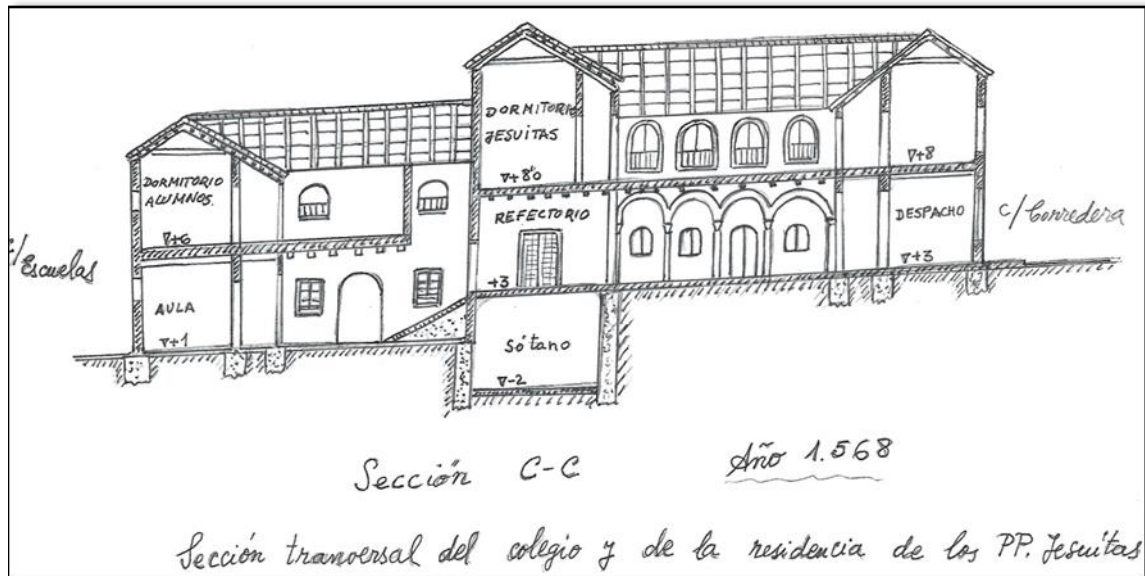 DORMITORIO
JESUITAS
∇+8'0
DORMITORIO
ALUMNOS.
∇+6
REFECTORIO
+3
∇+8
DESPACHO
∇+3
C/ Corredera
C/ Escuelas
AULA
∇+1
Sótano
∇-2
Sección C-C
Año 1.568
Sección tranversal del colegio y de la residencia de los PP. Jesuitas